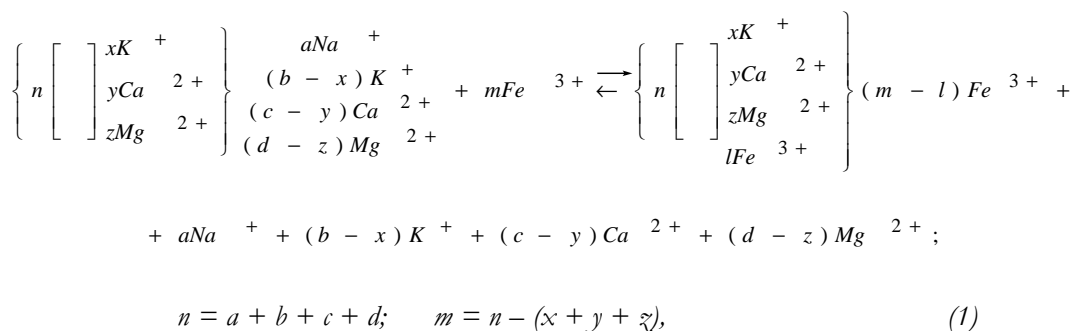 { n [ ] xK + yCa 2 + zMg 2 + } aNa + ( b − x ) K + ( c − y ) Ca 2 + ( d − z ) Mg 2 + + mFe 3 + ⇄ { n [ ] xK + yCa 2 + zMg 2 + lFe 3 + } ( m − l ) Fe 3 + +
+ aNa + + ( b − x ) K + + ( c − y ) Ca 2 + + ( d − z ) Mg 2 + ;
n = a + b + c + d; m = n – (x + y + z), (1)